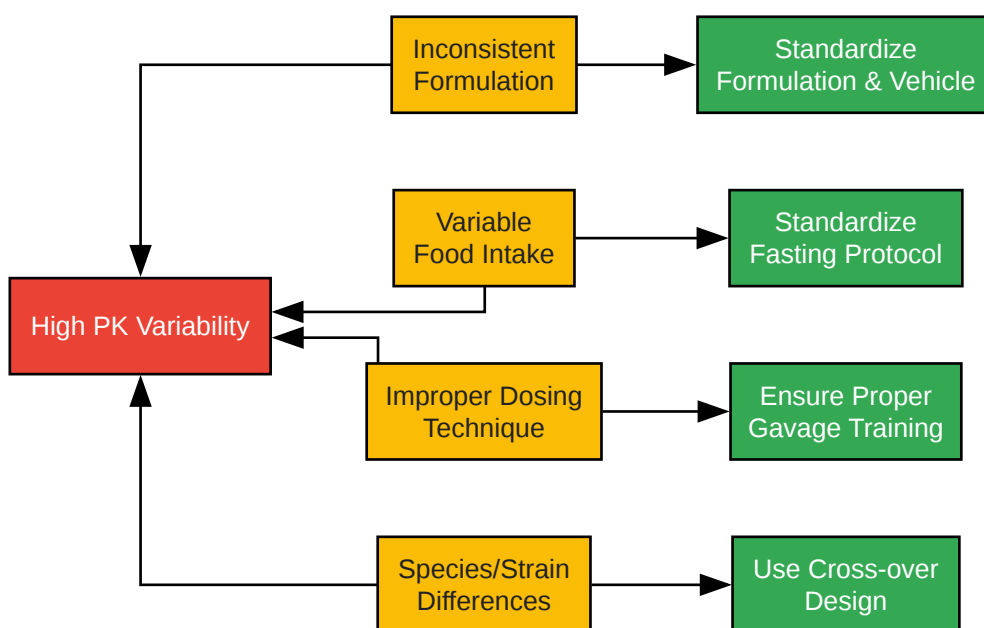 Inconsistent
Formulation
Standardize
Formulation & Vehicle
Variable
Food Intake
Standardize
Fasting Protocol
High PK Variability
Improper Dosing
Technique
Ensure Proper
Gavage Training
Species/Strain
Differences
Use Cross-over
Design